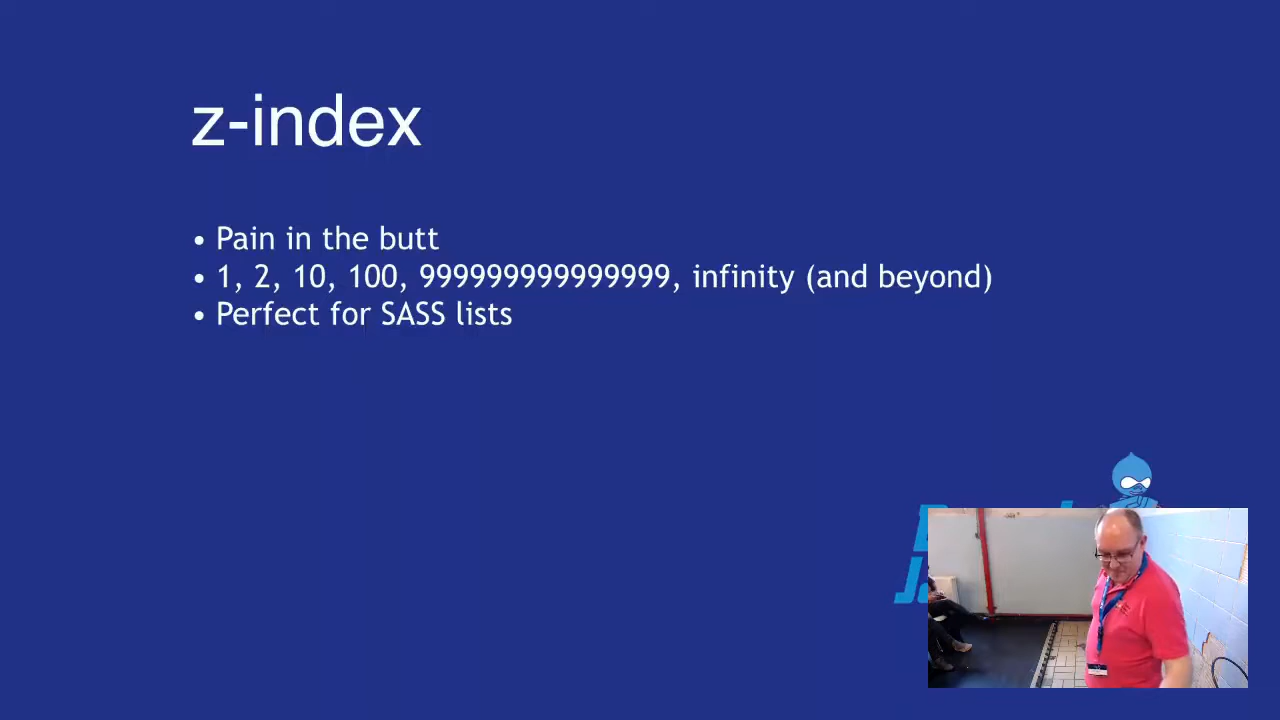 z-index
• Pain in the butt
• 1, 2, 10, 100, 999999999999999, infinity (and beyond)
• Perfect for SASS lists